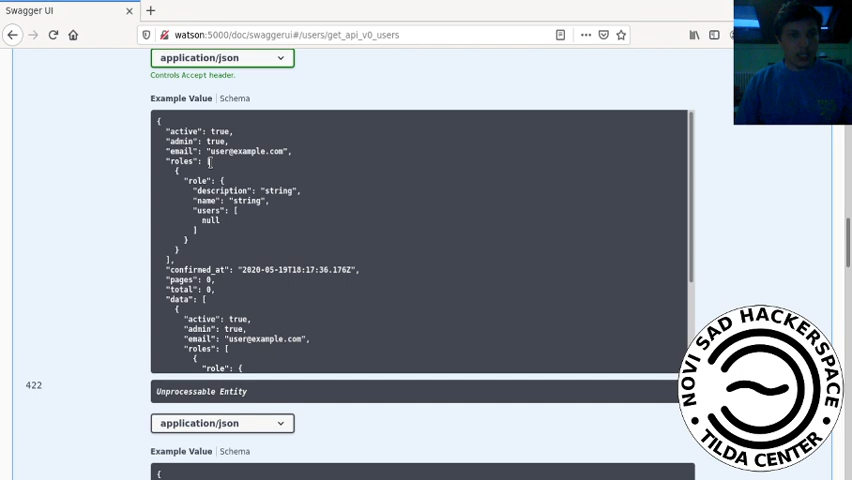 Swagger UI
watson:5000/doc/swaggerui#/users/get_api_v0_users
application/json
Controls Accept header.
Example Value | Schema
{
"active": true,
"admin": true,
"email": "user@example.com",
"roles": [
{
"role": {
"description": "string",
"name": "string",
"users": [
null
]
}
}
],
"confirmed_at": "2020-05-19T18:17:36.176Z",
"pages": 0,
"total": 0,
"data": [
{
"active": true,
"admin": true,
"email": "user@example.com",
"roles": [
{
"role": {
422
Unprocessable Entity
application/json
Example Value | Schema
{
NOVI SAD HACKERSPACE
TILDA CENTER